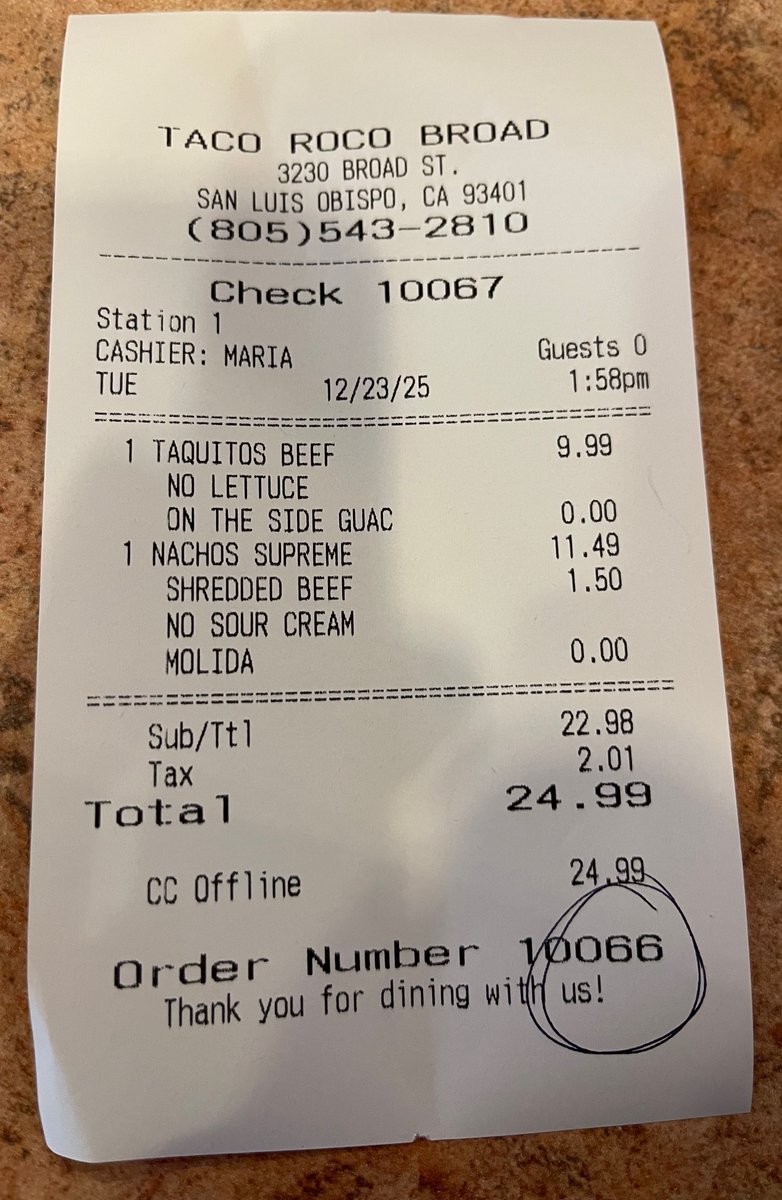 TACO ROCO BROAD
3230 BROAD ST.
SAN LUIS OBISPO, CA 93401
(805)543-2810
Check 10067
Station 1
CASHIER: MARIA Guests 0
TUE 12/23/25 1:58pm
1 TAQUITOS BEEF 9.99
NO LETTUCE
ON THE SIDE GUAC 0.00
1 NACHOS SUPREME 11.49
SHREDDED BEEF 1.50
NO SOUR CREAM
MOLIDA 0.00
Sub/Ttl 22.98
Tax 2.01
Total 24.99
CC Offline 24.99
Order Number 10066
Thank you for dining with us!